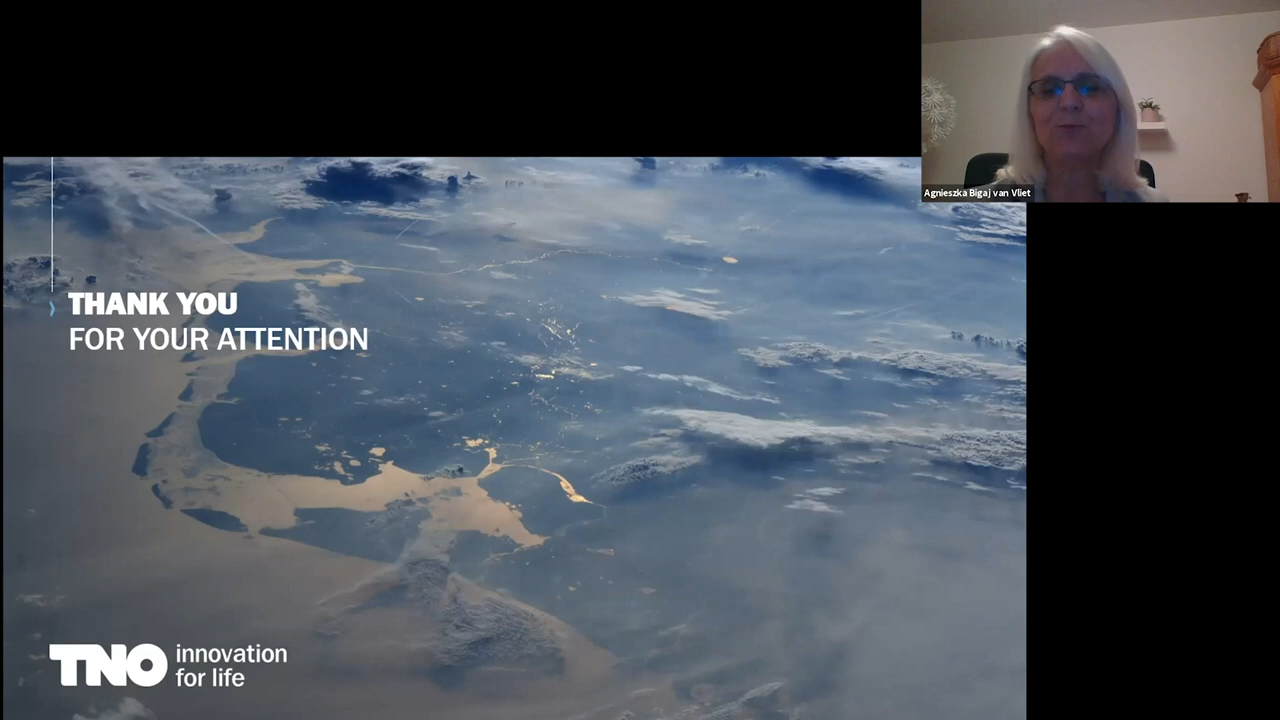 Agnieszka Bigaj van Vliet
THANK YOU
FOR YOUR ATTENTION
TNO innovation
for life